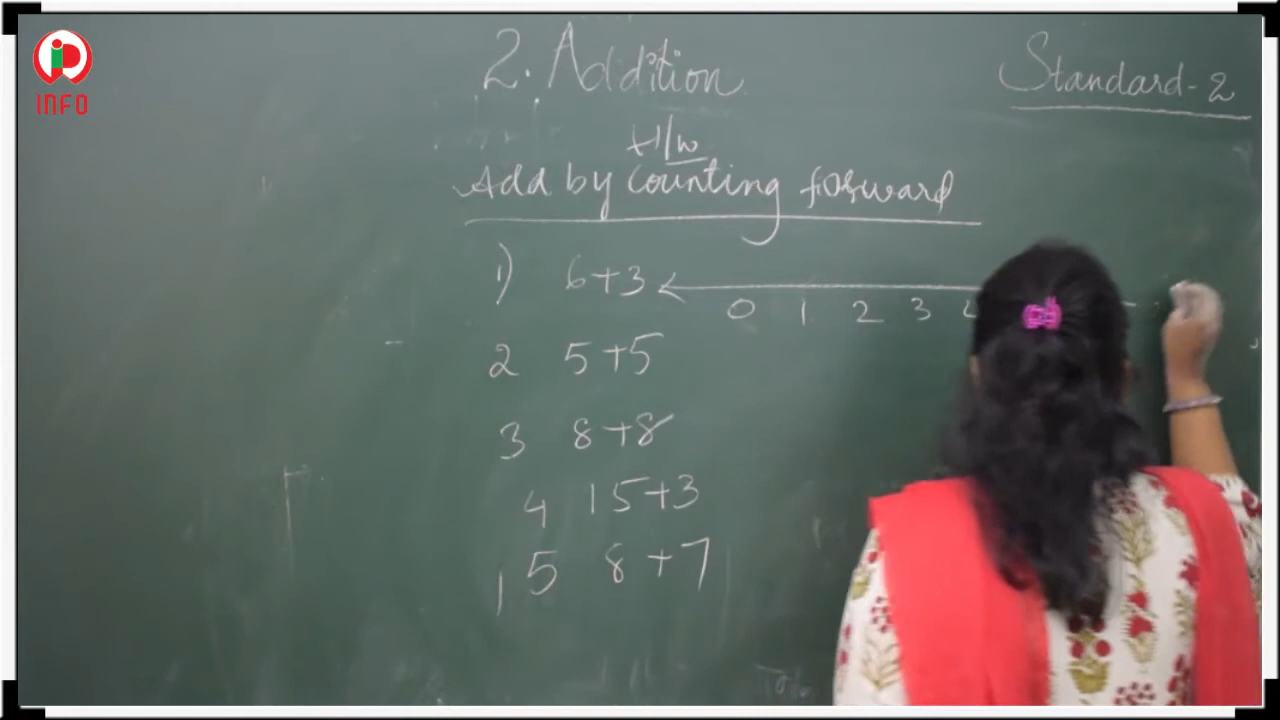 INFO
2. Addition
Standard-2
H/w
Add by counting forward
1) 6+3
0 1 2 3
2 5+5
3 8+8
4 15+3
5 8+7